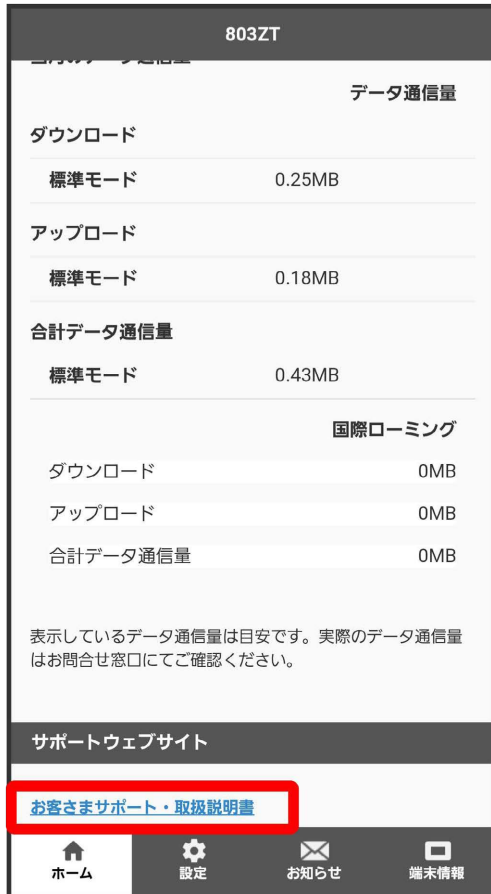 803ZT
データ通信量
ダウンロード
標準モード 0.25MB
アップロード
標準モード 0.18MB
合計データ通信量
標準モード 0.43MB
国際ローミング
ダウンロード 0MB
アップロード 0MB
合計データ通信量 0MB
表示しているデータ通信量は目安です。実際のデータ通信量
はお問合せ窓口にてご確認ください。
サポートウェブサイト
お客さまサポート・取扱説明書
ホーム 設定 お知らせ 端末情報